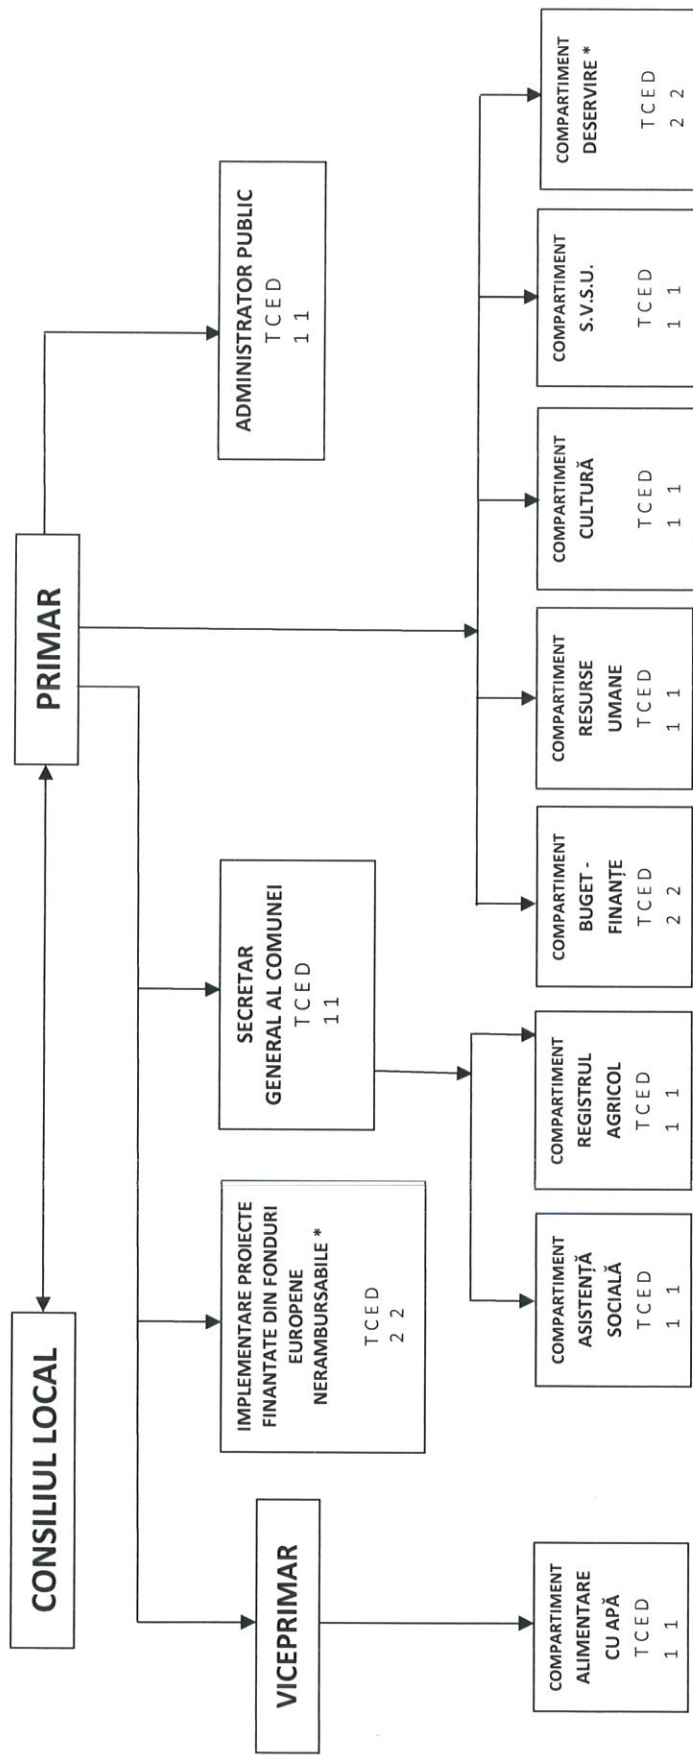 CONSILIUL LOCAL
PRIMAR
VICEPRIMAR
IMPLEMENTARE PROIECTE
FINANTATE DIN FONDURI
EUROPENE
NERAMBURSABILE *
T C E D
2 2
SECRETAR
GENERAL AL COMUNEI
T C E D
1 1
ADMINISTRATOR PUBLIC
T C E D
1 1
COMPARTIMENT
ALIMENTARE
CU APĂ
T C E D
1 1
COMPARTIMENT
ASISTENȚĂ
SOCIALĂ
T C E D
1 1
COMPARTIMENT
REGISTRUL
AGRICOL
T C E D
1 1
COMPARTIMENT
BUGET -
FINANȚE
T C E D
2 2
COMPARTIMENT
RESURSE
UMANE
T C E D
1 1
COMPARTIMENT
CULTURĂ
T C E D
1 1
COMPARTIMENT
S.V.S.U.
T C E D
1 1
COMPARTIMENT
DESERVIRE *
T C E D
2 2